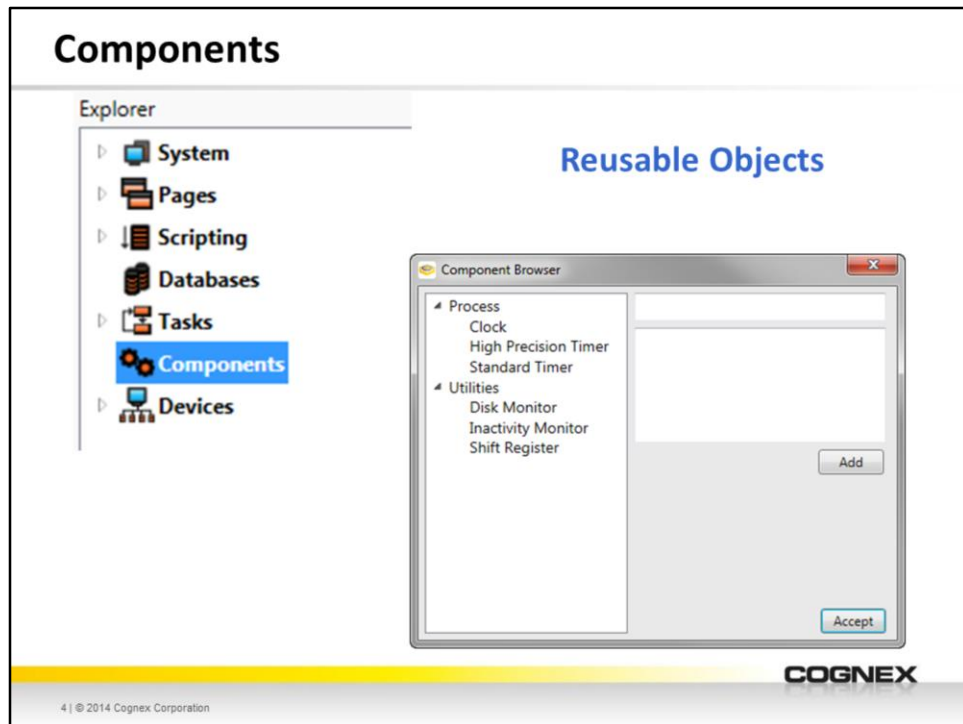 Components
Explorer
System
Pages
Scripting
Databases
Tasks
Components
Devices
Reusable Objects
Component Browser
Process
Clock
High Precision Timer
Standard Timer
Utilities
Disk Monitor
Inactivity Monitor
Shift Register
Add
Accept
COGNEX
4 | © 2014 Cognex Corporation